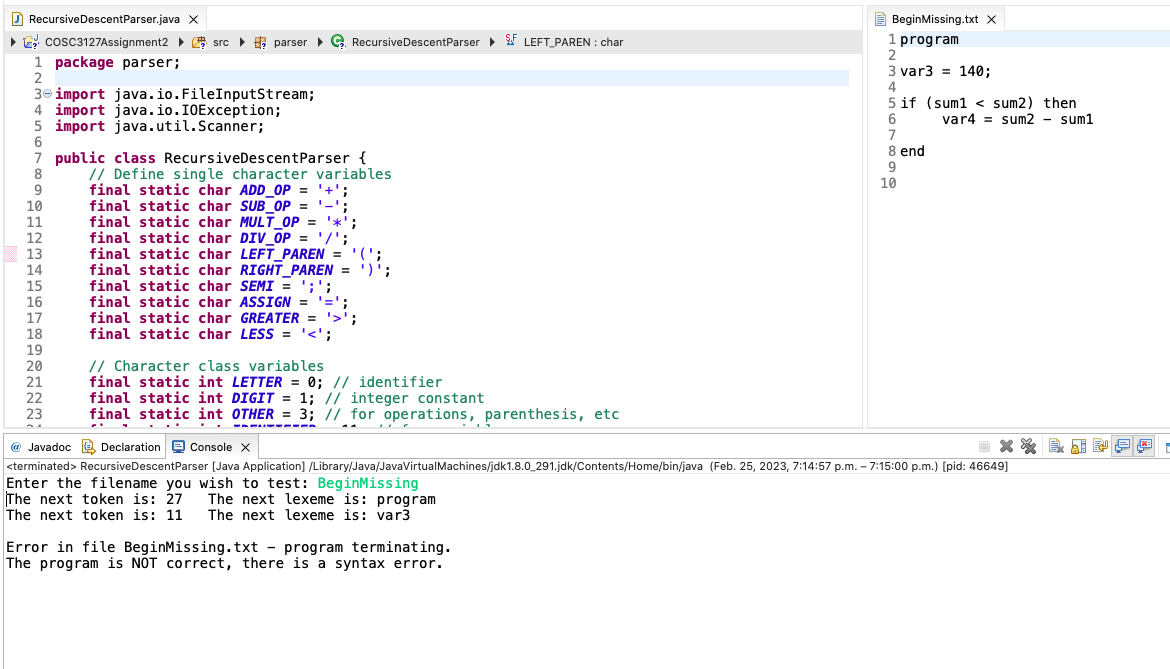 RecursiveDescentParser.java
COSC3127Assignment2 src parser RecursiveDescentParser LEFT_PAREN : char
1 package parser;
2
3 import java.io.FileInputStream;
4 import java.io.IOException;
5 import java.util.Scanner;
6
7 public class RecursiveDescentParser {
8 // Define single character variables
9 final static char ADD_OP = '+';
10 final static char SUB_OP = '-';
11 final static char MULT_OP = '*';
12 final static char DIV_OP = '/';
13 final static char LEFT_PAREN = '(';
14 final static char RIGHT_PAREN = ')';
15 final static char SEMI = ';';
16 final static char ASSIGN = '=';
17 final static char GREATER = '>';
18 final static char LESS = '<';
19
20 // Character class variables
21 final static int LETTER = 0; // identifier
22 final static int DIGIT = 1; // integer constant
23 final static int OTHER = 3; // for operations, parenthesis, etc
BeginMissing.txt
1 program
2
3 var3 = 140;
4
5 if (sum1 < sum2) then
6 var4 = sum2 - sum1
7
8 end
9
10
@ Javadoc Declaration Console
<terminated> RecursiveDescentParser [Java Application] /Library/Java/JavaVirtualMachines/jdk1.8.0_291.jdk/Contents/Home/bin/java (Feb. 25, 2023, 7:14:57 p.m. – 7:15:00 p.m.) [pid: 46649]
Enter the filename you wish to test: BeginMissing
The next token is: 27 The next lexeme is: program
The next token is: 11 The next lexeme is: var3
Error in file BeginMissing.txt - program terminating.
The program is NOT correct, there is a syntax error.